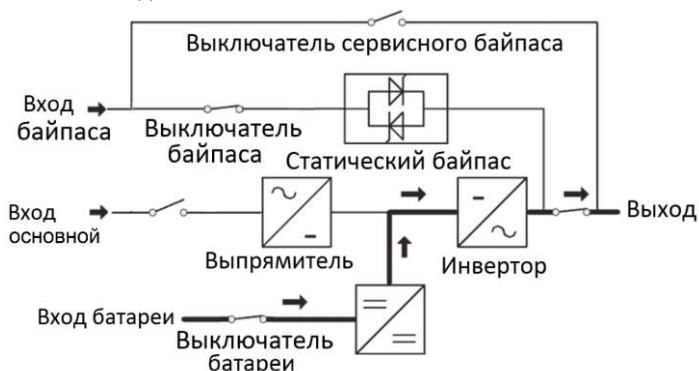 Выключатель сервисного байпаса
Вход
байпаса
Выключатель
байпаса
Статический байпас
Вход
основной
Выпрямитель
Инвертор
Выход
Вход батареи
Выключатель
батареи